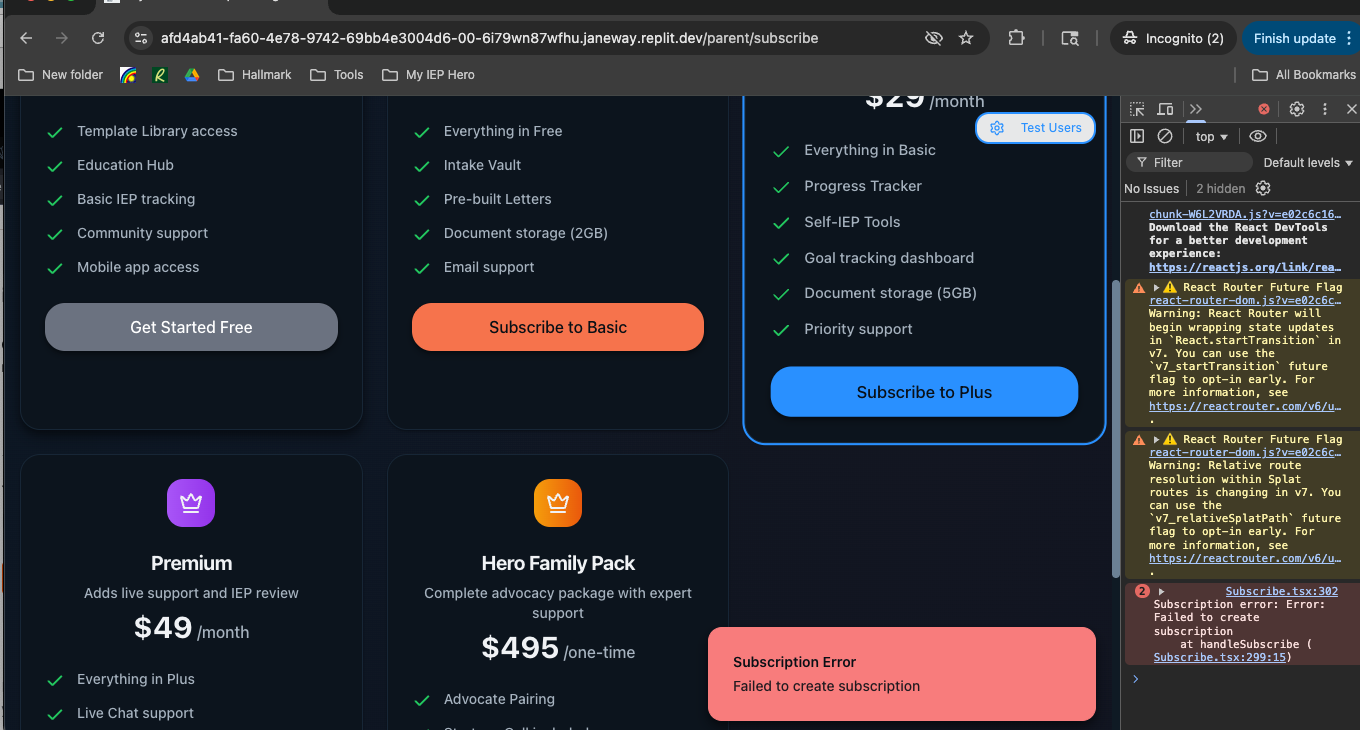 afd4ab41-fa60-4e78-9742-69bb4e3004d6-00-6i79wn87wfhu.janeway.replit.dev/parent/subscribe
Incognito (2)
Finish update
New folder
Hallmark
Tools
My IEP Hero
All Bookmarks
Template Library access
Education Hub
Basic IEP tracking
Community support
Mobile app access
Get Started Free
Everything in Free
Intake Vault
Pre-built Letters
Document storage (2GB)
Email support
Subscribe to Basic
$29 /month
Test Users
Everything in Basic
Progress Tracker
Self-IEP Tools
Goal tracking dashboard
Document storage (5GB)
Priority support
Subscribe to Plus
Premium
Adds live support and IEP review
$49 /month
Everything in Plus
Live Chat support
Hero Family Pack
Complete advocacy package with expert
support
$495 /one-time
Advocate Pairing
Subscription Error
Failed to create subscription
top
Filter
Default levels
No Issues
2 hidden
chunk-W6L2VRDA.js?v=e02c6c16…
Download the React DevTools
for a better development
experience:
https://reactjs.org/link/rea…
React Router Future Flag
react-router-dom.js?v=e02c6c…
Warning: React Router will
begin wrapping state updates
in `React.startTransition` in
v7. You can use the
`v7_startTransition` future
flag to opt-in early. For
more information, see
https://reactrouter.com/v6/u…
.
React Router Future Flag
react-router-dom.js?v=e02c6c…
Warning: Relative route
resolution within Splat
routes is changing in v7. You
can use the
`v7_relativeSplatPath` future
flag to opt-in early. For
more information, see
https://reactrouter.com/v6/u…
.
2
Subscribe.tsx:302
Subscription error: Error:
Failed to create
subscription
at handleSubscribe (
Subscribe.tsx:299:15)